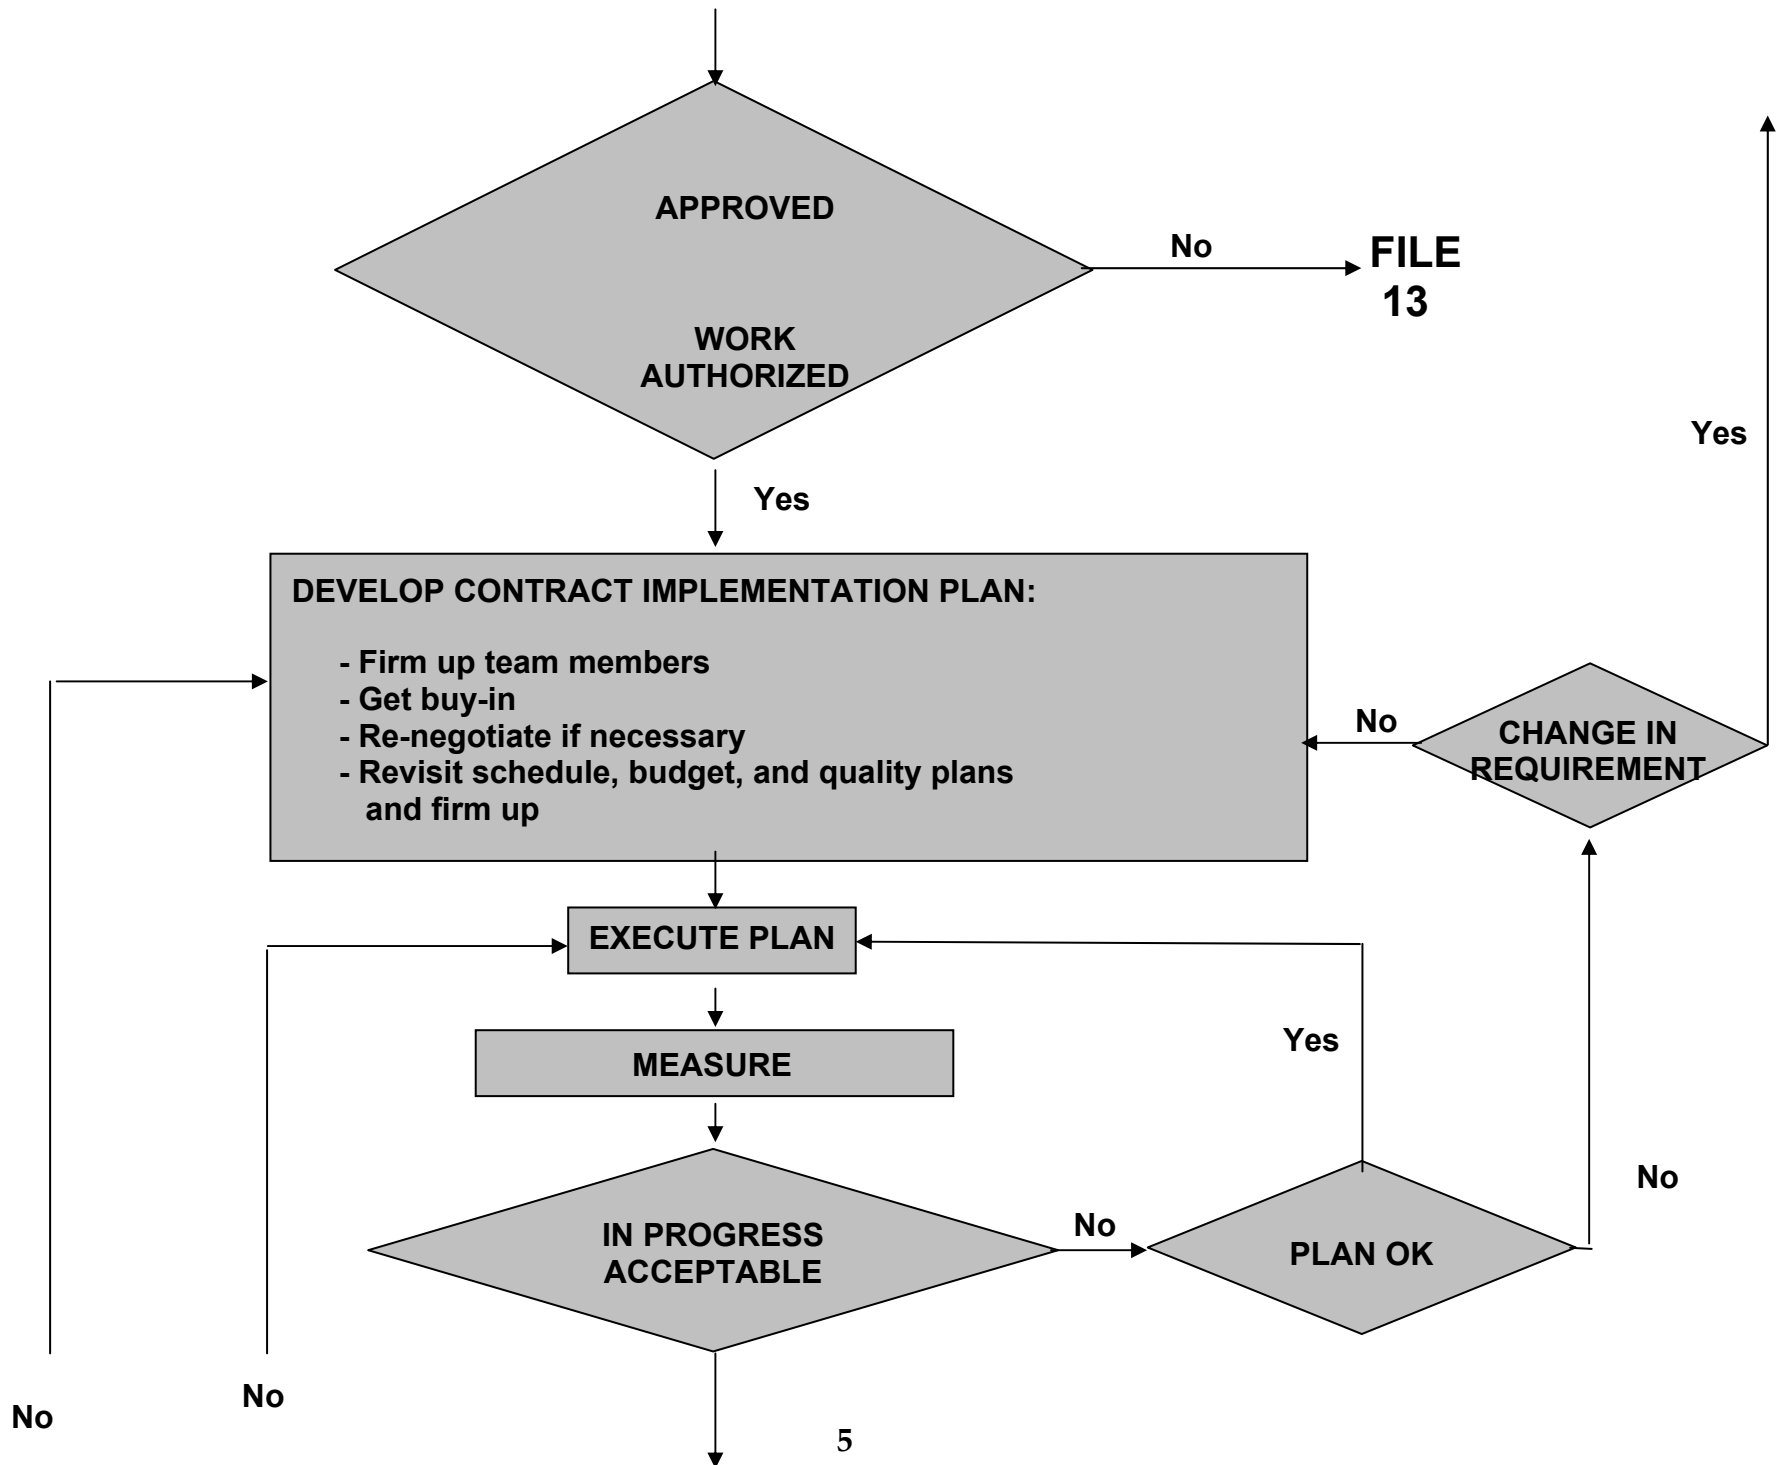 APPROVED
No
FILE
13
WORK
AUTHORIZED
Yes
Yes
DEVELOP CONTRACT IMPLEMENTATION PLAN:
- Firm up team members
- Get buy-in
- Re-negotiate if necessary
- Revisit schedule, budget, and quality plans
and firm up
No
CHANGE IN
REQUIREMENT
EXECUTE PLAN
Yes
MEASURE
No
No
IN PROGRESS
ACCEPTABLE
PLAN OK
No
No
5